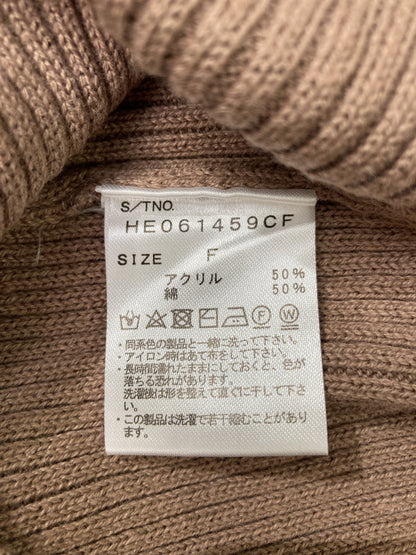 S/TNO.
HE061459CF
SIZE F
アクリル 50%
綿 50%
・同系色の製品と一緒に洗って下さい。
・アイロン時はあて布をして下さい。
・長時間濡れたままにしておくと、色が
落ちる恐れがあります。
洗濯後は形を整えて直ぐに干して下さ
い。
・この製品は洗濯で若干縮むことがあり
ます。